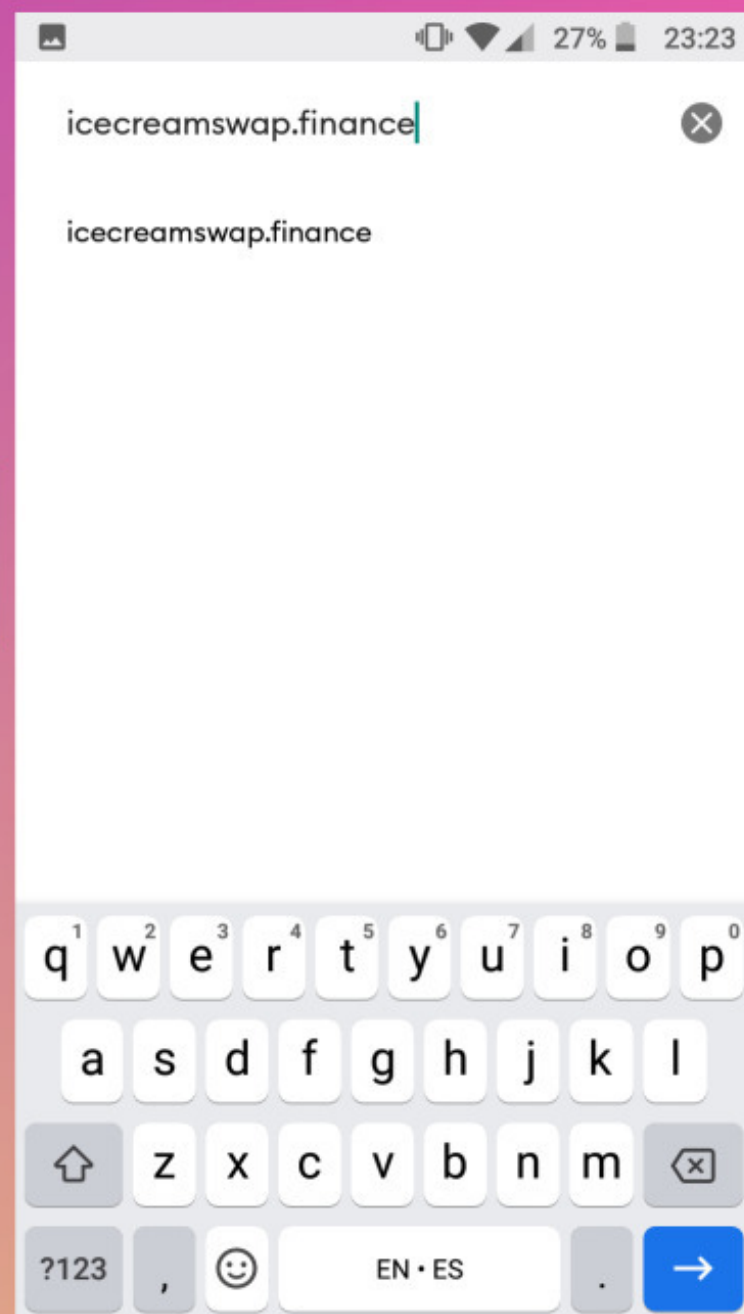 27% 23:23
icecreamswap.finance
icecreamswap.finance
1 2 3 4 5 6 7 8 9 0
q w e r t y u i o p
a s d f g h j k l
z x c v b n m
?123 , EN • ES .